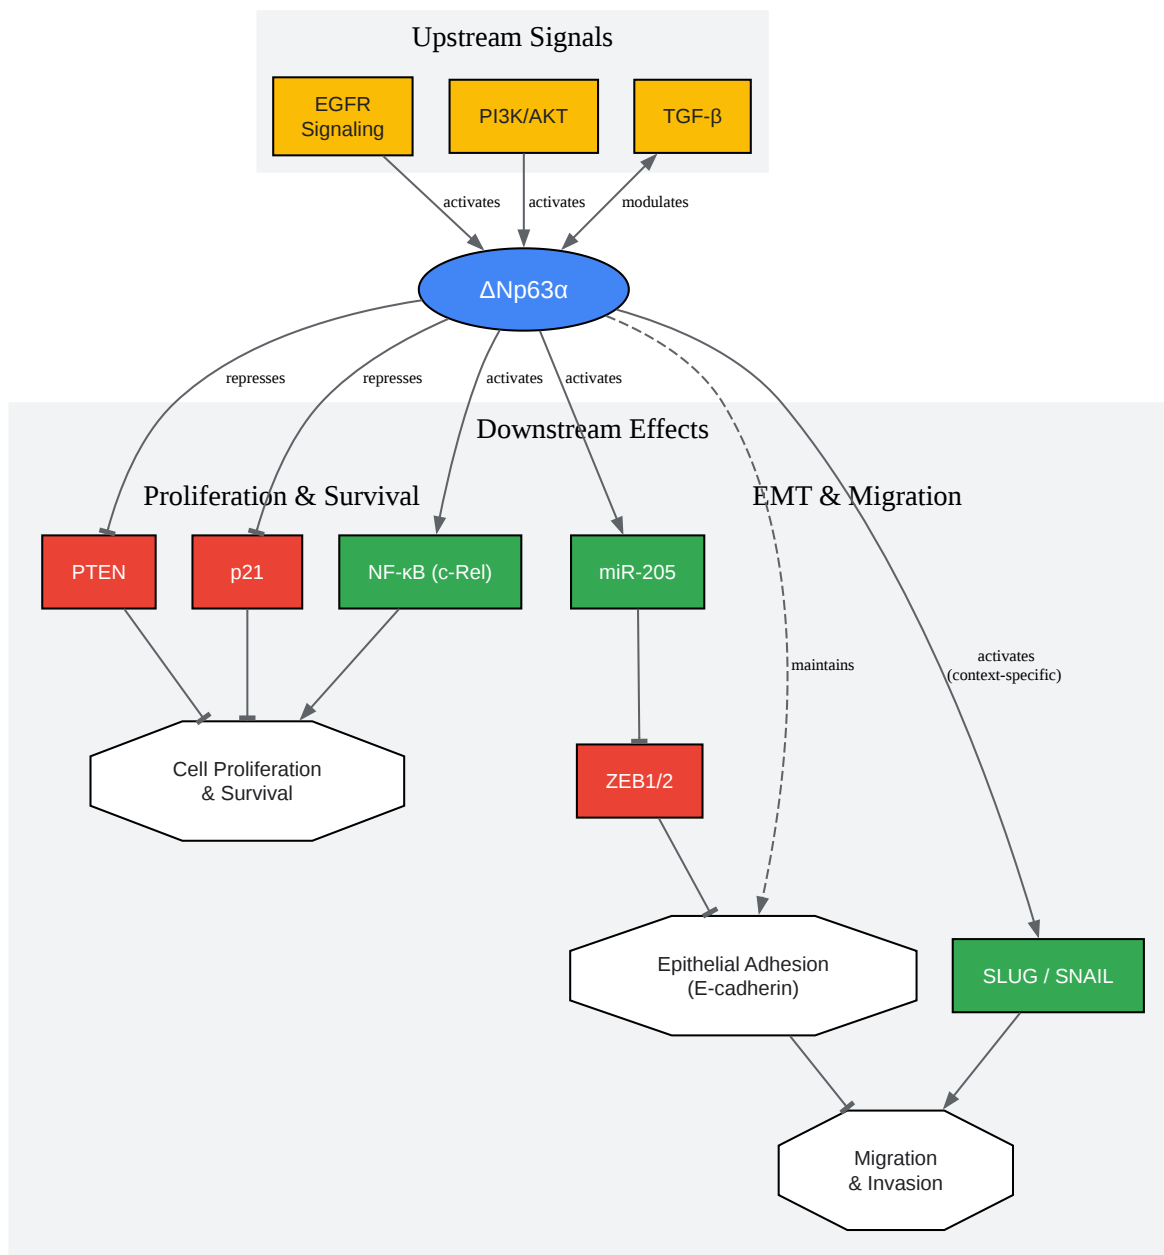 Upstream Signals
EGFR
Signaling
PI3K/AKT
TGF-β
activates
activates
modulates
ΔNp63α
represses
represses
activates
activates
Downstream Effects
Proliferation & Survival
EMT & Migration
PTEN
p21
NF-κB (c-Rel)
miR-205
maintains
activates
(context-specific)
Cell Proliferation
& Survival
ZEB1/2
Epithelial Adhesion
(E-cadherin)
SLUG / SNAIL
Migration
& Invasion